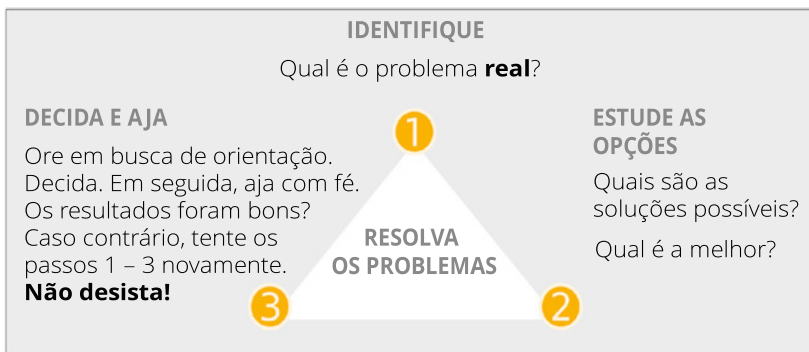 IDENTIFIQUE
Qual é o problema real?
1
ESTUDE AS
OPÇÕES
Quais são as
soluções possíveis?
Qual é a melhor?
2
DECIDA E AJA
Ore em busca de orientação.
Decida. Em seguida, aja com fé.
Os resultados foram bons?
Caso contrário, tente os
passos 1 – 3 novamente.
Não desista!
3
RESOLVA
OS PROBLEMAS